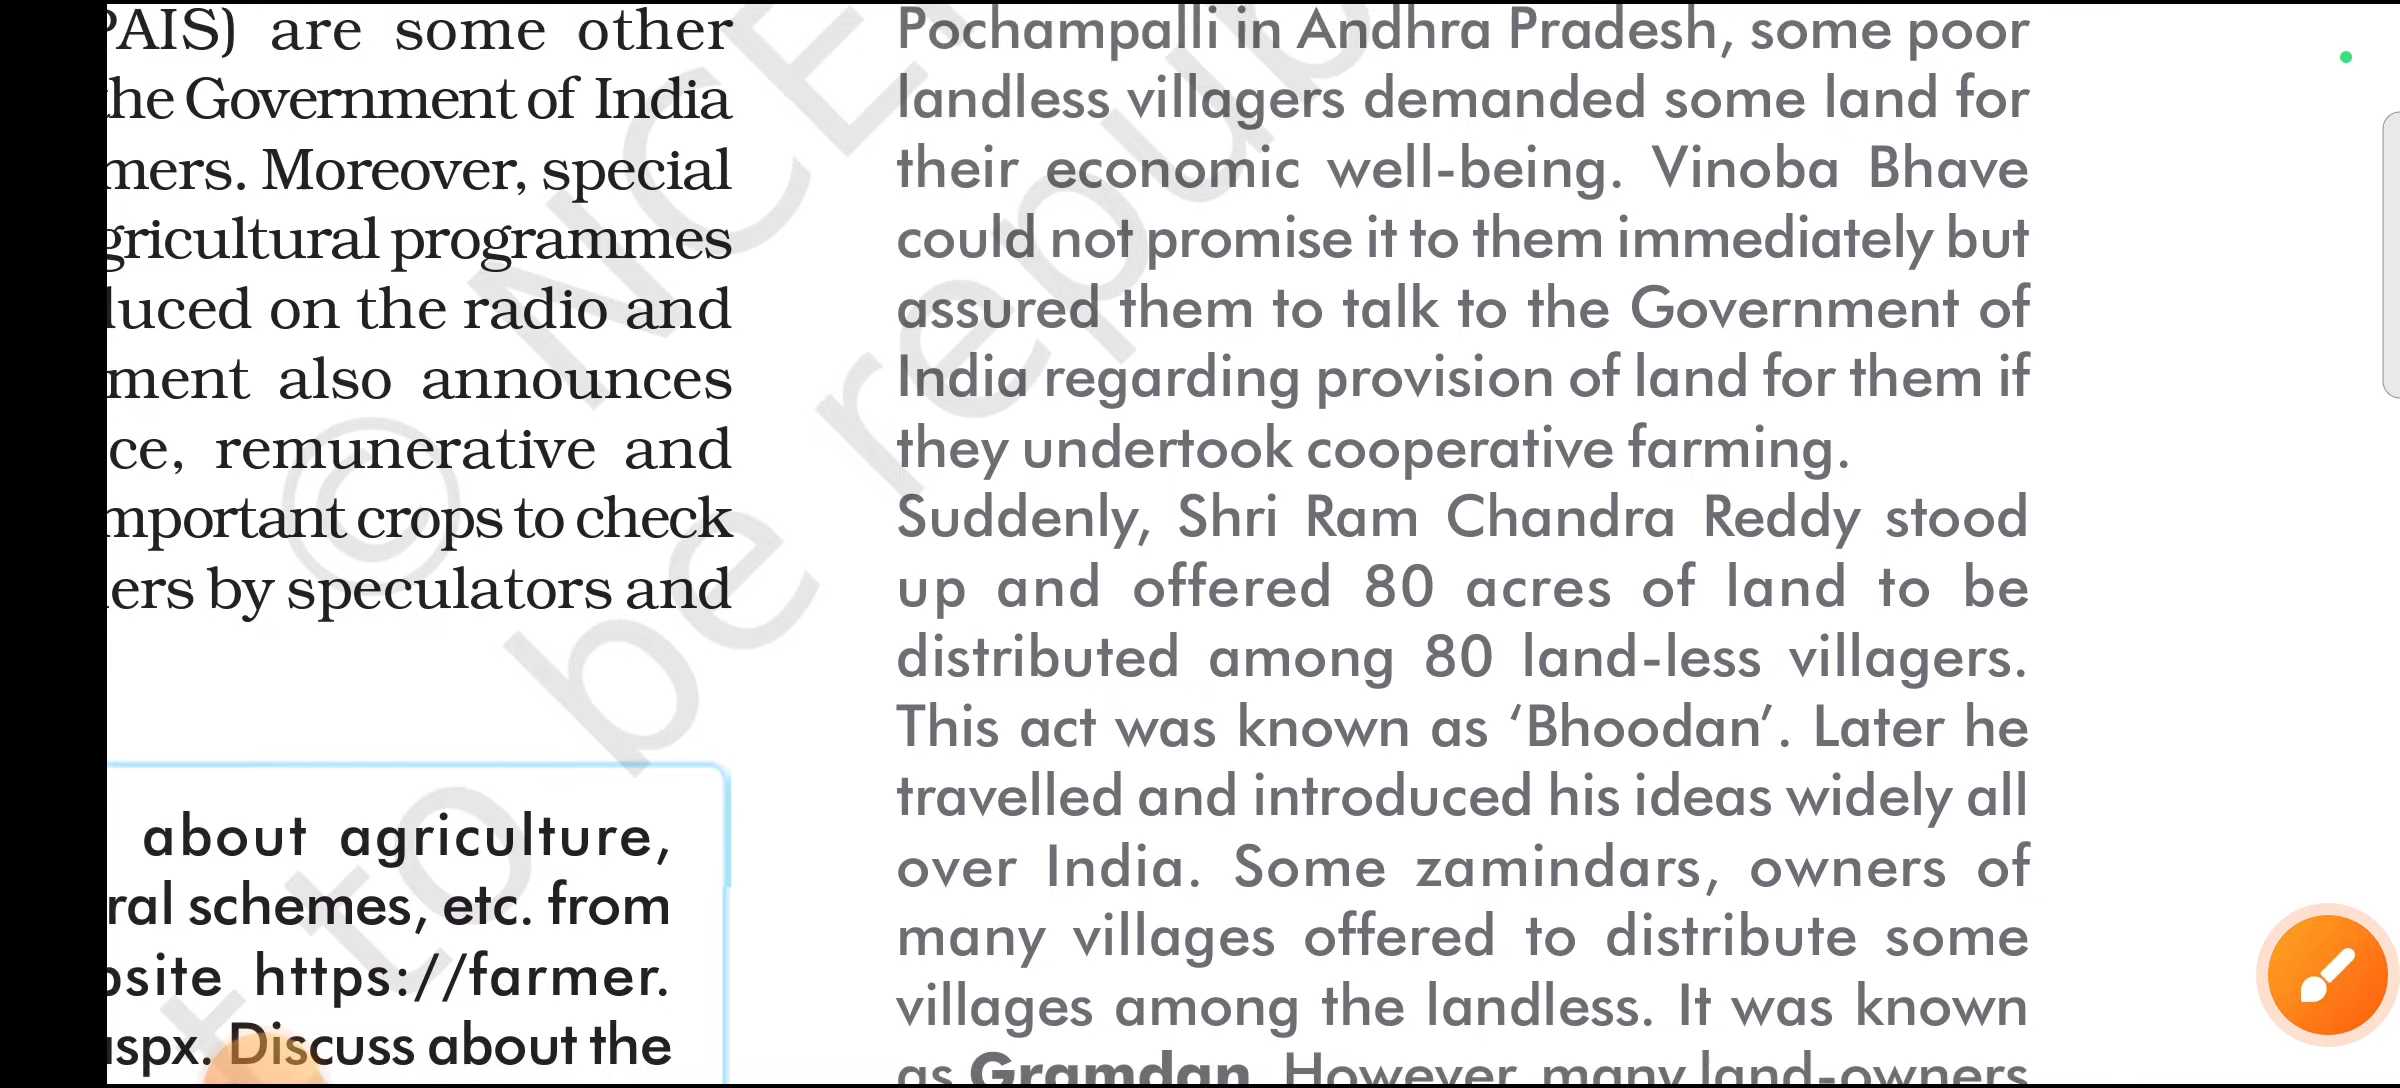 PAIS) are some other
the Government of India
mers. Moreover, special
gricultural programmes
duced on the radio and
ment also announces
ce, remunerative and
mportant crops to check
ers by speculators and
about agriculture,
ral schemes, etc. from
bsite https://farmer.
aspx. Discuss about the
Pochampalli in Andhra Pradesh, some poor
landless villagers demanded some land for
their economic well-being. Vinoba Bhave
could not promise it to them immediately but
assured them to talk to the Government of
India regarding provision of land for them if
they undertook cooperative farming.
Suddenly, Shri Ram Chandra Reddy stood
up and offered 80 acres of land to be
distributed among 80 land-less villagers.
This act was known as ‘Bhoodan’. Later he
travelled and introduced his ideas widely all
over India. Some zamindars, owners of
many villages offered to distribute some
villages among the landless. It was known
as Gramdan. However, many land-owners
© NCE
to be repub